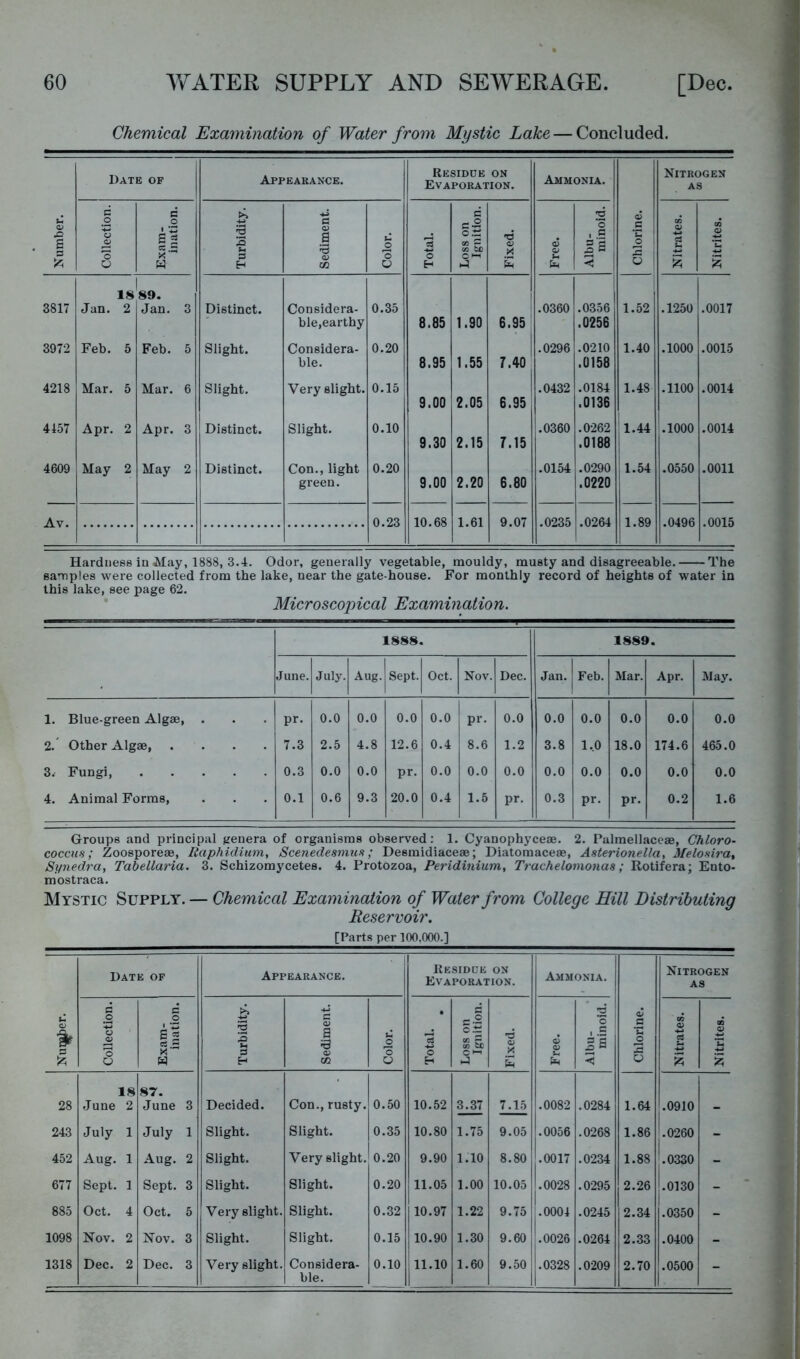 60 WATER SUPPLY AND SEWERAGE. [Dec.
Chemical Examination of Water from Mystic Lake — Concluded.
Number. | DATE OF | APPEARANCE. | RESIDUE ON EVAPORATION. | AMMONIA. | Chlorine. | NITROGEN AS
Collection. | Examination. | Turbidity. | Sediment. | Color. | Total. | Loss on Ignition. | Fixed. | Free. | Albuminoid. | Nitrates. | Nitrites.
1889.
3817 | Jan. 2 | Jan. 3 | Distinct. | Considerable,earthy | 0.35 | 8.85 | 1.90 | 6.95 | .0360 | .0356 .0256 | 1.52 | .1250 | .0017
3972 | Feb. 5 | Feb. 5 | Slight. | Considerable. | 0.20 | 8.95 | 1.55 | 7.40 | .0296 | .0210 .0158 | 1.40 | .1000 | .0015
4218 | Mar. 5 | Mar. 6 | Slight. | Very slight. | 0.15 | 9.00 | 2.05 | 6.95 | .0432 | .0184 .0136 | 1.48 | .1100 | .0014
4457 | Apr. 2 | Apr. 3 | Distinct. | Slight. | 0.10 | 9.30 | 2.15 | 7.15 | .0360 | .0262 .0188 | 1.44 | .1000 | .0014
4609 | May 2 | May 2 | Distinct. | Con., light green. | 0.20 | 9.00 | 2.20 | 6.80 | .0154 | .0290 .0220 | 1.54 | .0550 | .0011
Av. | ........ | ........ | ............ | ............ | 0.23 | 10.68 | 1.61 | 9.07 | .0235 | .0264 | 1.89 | .0496 | .0015
Hardness in May, 1888, 3.4. Odor, generally vegetable, mouldy, musty and disagreeable. —— The
samples were collected from the lake, near the gate-house. For monthly record of heights of water in
this lake, see page 62.
Microscopical Examination.
1888. | 1889.
June. | July. | Aug. | Sept. | Oct. | Nov. | Dec. | Jan. | Feb. | Mar. | Apr. | May.
1. Blue-green Algæ, . . . | pr. | 0.0 | 0.0 | 0.0 | 0.0 | pr. | 0.0 | 0.0 | 0.0 | 0.0 | 0.0 | 0.0
2. Other Algæ, . . . . | 7.3 | 2.5 | 4.8 | 12.6 | 0.4 | 8.6 | 1.2 | 3.8 | 1.0 | 18.0 | 174.6 | 465.0
3. Fungi, . . . . . | 0.3 | 0.0 | 0.0 | pr. | 0.0 | 0.0 | 0.0 | 0.0 | 0.0 | 0.0 | 0.0 | 0.0
4. Animal Forms, . . . | 0.1 | 0.6 | 9.3 | 20.0 | 0.4 | 1.5 | pr. | 0.3 | pr. | pr. | 0.2 | 1.6
Groups and principal genera of organisms observed: 1. Cyanophyceæ. 2. Palmellaceæ, Chloro-
coccus; Zoosporeæ, Raphidium, Scenedesmus; Desmidiaceæ; Diatomaceæ, Asterionella, Melosira,
Synedra, Tabellaria. 3. Schizomycetes. 4. Protozoa, Peridinium, Trachelomonas; Rotifera; Ento-
mostraca.
MYSTIC SUPPLY. — Chemical Examination of Water from College Hill Distributing
Reservoir.
[Parts per 100,000.]
Number. | DATE OF | APPEARANCE. | RESIDUE ON EVAPORATION. | AMMONIA. | Chlorine. | NITROGEN AS
Collection. | Examination. | Turbidity. | Sediment. | Color. | Total. | Loss on Ignition. | Fixed. | Free. | Albuminoid. | Nitrates. | Nitrites.
1887.
28 | June 2 | June 3 | Decided. | Con., rusty. | 0.50 | 10.52 | 3.37 | 7.15 | .0082 | .0284 | 1.64 | .0910 | –
243 | July 1 | July 1 | Slight. | Slight. | 0.35 | 10.80 | 1.75 | 9.05 | .0056 | .0268 | 1.86 | .0260 | –
452 | Aug. 1 | Aug. 2 | Slight. | Very slight. | 0.20 | 9.90 | 1.10 | 8.80 | .0017 | .0234 | 1.88 | .0330 | –
677 | Sept. 1 | Sept. 3 | Slight. | Slight. | 0.20 | 11.05 | 1.00 | 10.05 | .0028 | .0295 | 2.26 | .0130 | –
885 | Oct. 4 | Oct. 5 | Very slight. | Slight. | 0.32 | 10.97 | 1.22 | 9.75 | .0004 | .0245 | 2.34 | .0350 | –
1098 | Nov. 2 | Nov. 3 | Slight. | Slight. | 0.15 | 10.90 | 1.30 | 9.60 | .0026 | .0264 | 2.33 | .0400 | –
1318 | Dec. 2 | Dec. 3 | Very slight. | Considerable. | 0.10 | 11.10 | 1.60 | 9.50 | .0328 | .0209 | 2.70 | .0500 | –